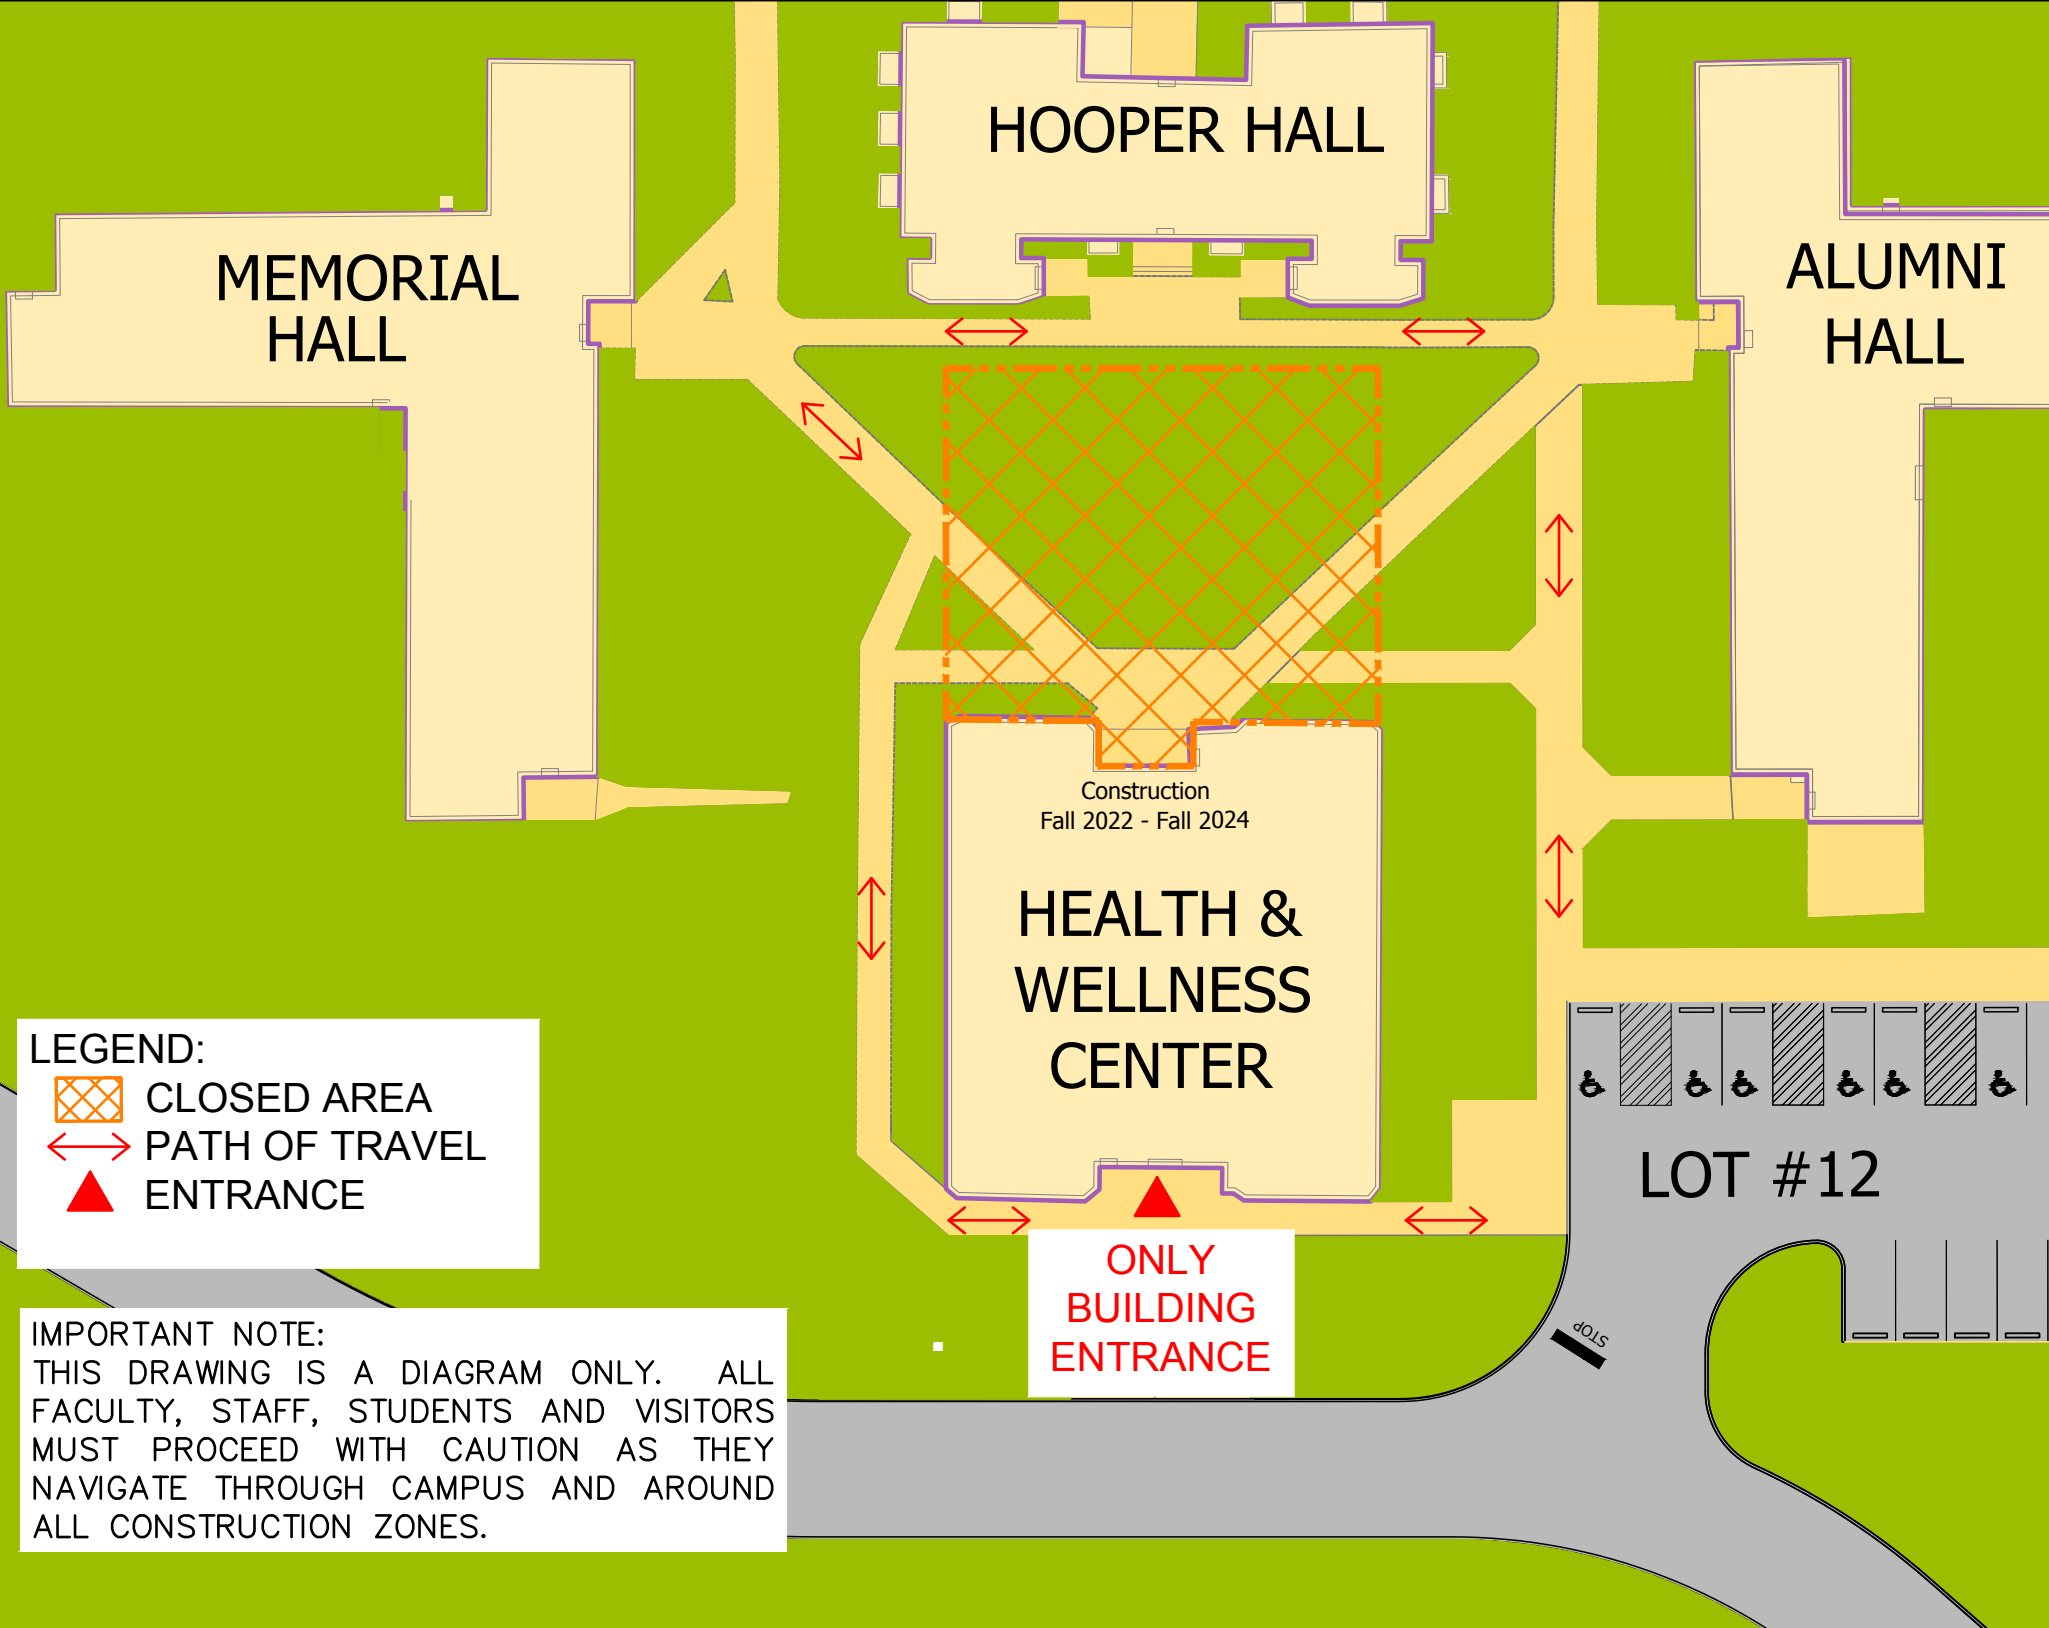 HOOPER HALL
MEMORIAL
HALL
ALUMNI
HALL
Construction
Fall 2022 - Fall 2024
HEALTH &
WELLNESS
CENTER
LEGEND:
CLOSED AREA
PATH OF TRAVEL
ENTRANCE
LOT #12
ONLY
BUILDING
ENTRANCE
STOP
IMPORTANT NOTE:
THIS DRAWING IS A DIAGRAM ONLY. ALL
FACULTY, STAFF, STUDENTS AND VISITORS
MUST PROCEED WITH CAUTION AS THEY
NAVIGATE THROUGH CAMPUS AND AROUND
ALL CONSTRUCTION ZONES.